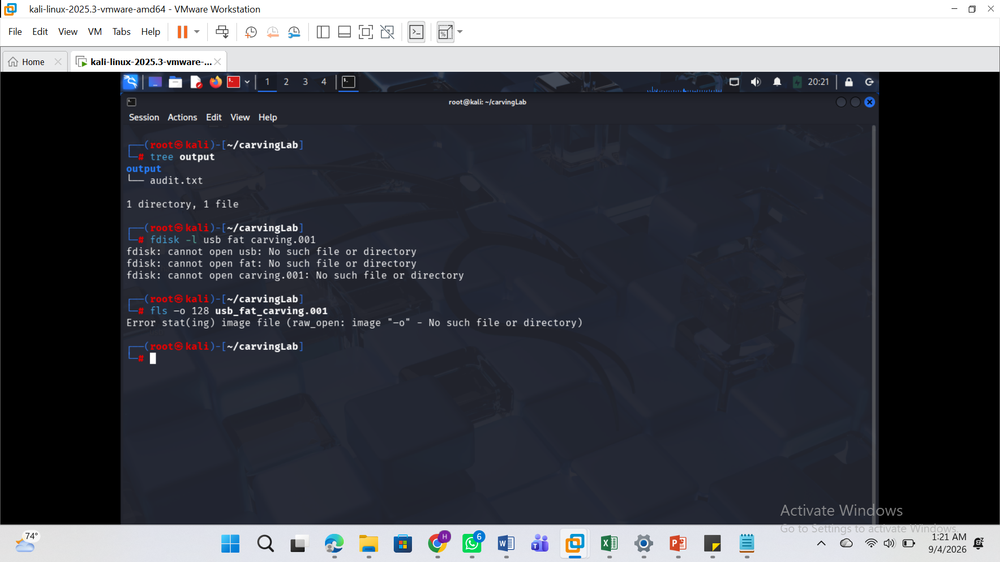 kali-linux-2025.3-vmware-amd64 - VMware Workstation
File Edit View VM Tabs Help
Home
kali-linux-2025.3-vmware-...
1 2 3 4
20:21
root@kali: ~/carvingLab
Session Actions Edit View Help
┌──(root㉿kali)-[~/carvingLab]
└─# tree output
output
└── audit.txt
1 directory, 1 file
┌──(root㉿kali)-[~/carvingLab]
└─# fdisk -l usb fat carving.001
fdisk: cannot open usb: No such file or directory
fdisk: cannot open fat: No such file or directory
fdisk: cannot open carving.001: No such file or directory
┌──(root㉿kali)-[~/carvingLab]
└─# fls –o 128 usb_fat_carving.001
Error stat(ing) image file (raw_open: image "–o" - No such file or directory)
┌──(root㉿kali)-[~/carvingLab]
└─#
Activate Windows
Go to Settings to activate Windows.
74°
H
6
1:21 AM
9/4/2026